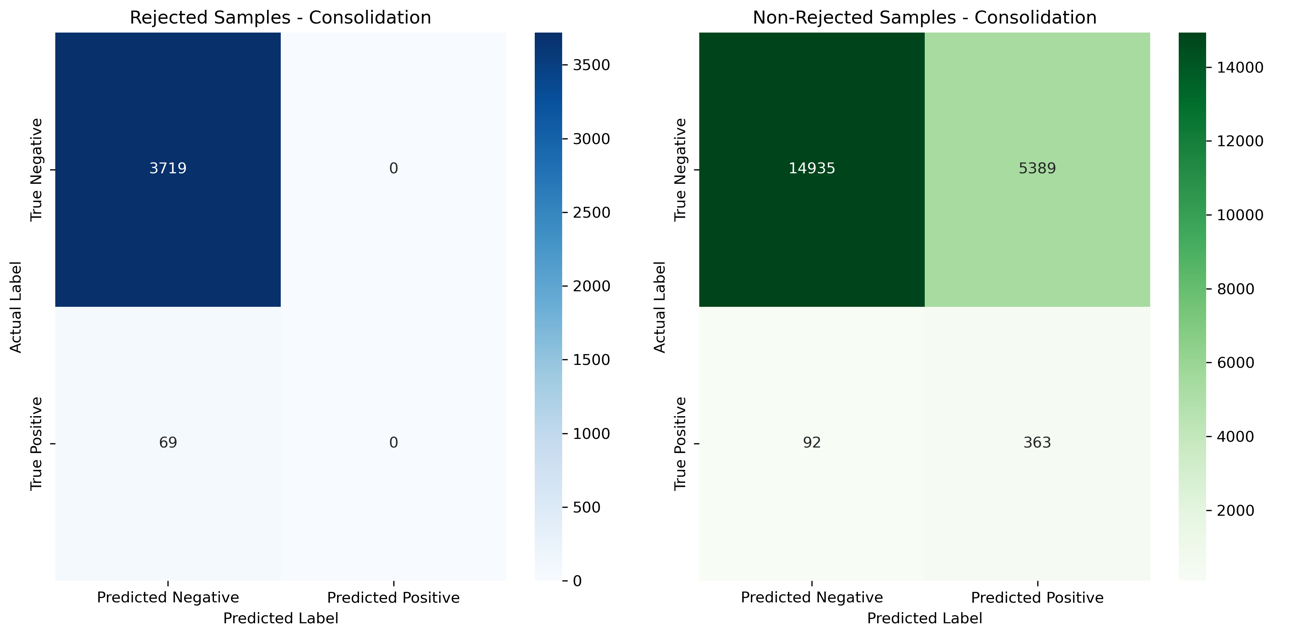 Rejected Samples - Consolidation
Actual Label
True Negative
True Positive
3719
0
69
0
Predicted Negative
Predicted Positive
Predicted Label
3500
3000
2500
2000
1500
1000
500
0
Non-Rejected Samples - Consolidation
Actual Label
True Negative
True Positive
14935
5389
92
363
Predicted Negative
Predicted Positive
Predicted Label
14000
12000
10000
8000
6000
4000
2000